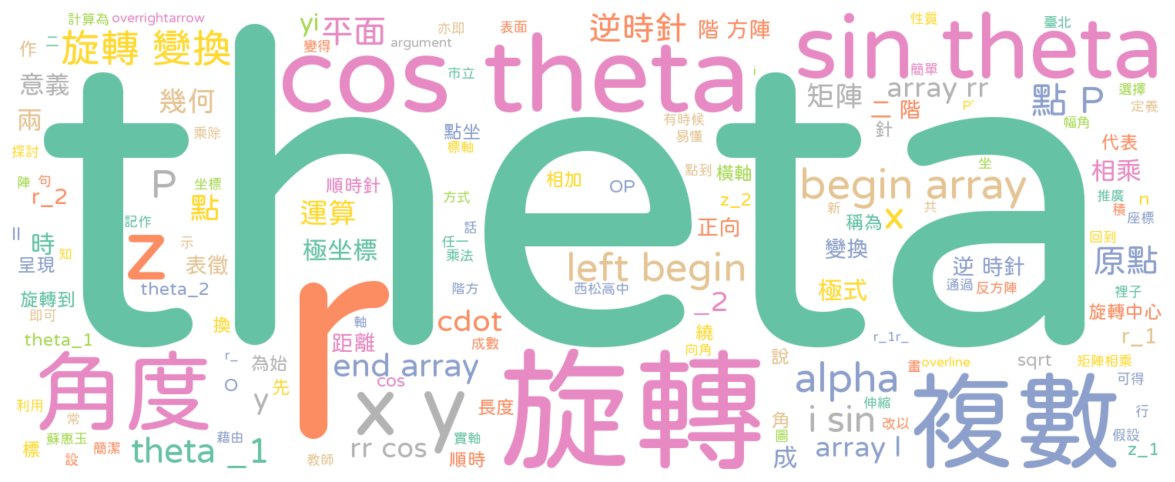 計算為 overrightarrow
作 二 旋轉 變換
yi 平面 亦即 表面
變得 argument
逆時針 階 方陣
性質 臺北
sin theta
cos theta
市立 i 簡單
意義 幾何
矩陣 array rr
點 P 選擇
定義
P'
二 階
幅角
兩 乘除
點坐 標軸
有時候
易懂
針
代表
探討
theta
陣 句
r_2
P 坐標
點
順時針
方式
相加 OP
點到 橫軸
坐
begin array
相乘
推廣 n
z_2
新 共
積 座標
記作
運算
話
正向
稱為 x
回到
II 時 知
呈現
z 示
表徵
極坐標
任一
乘法
left begin
變換
逆 時針
原點
theta_2
階方
西松高中
極式
通過 反方陣
裡子
旋轉到
即可
r
軸
cdot
_2
旋轉中心
theta_1
換
距離
成數
繞
向角
r_1r_
r_1
r_
為始
end array
說
畫 overline
sqrt
矩陣相乘
角度
O
先
cos
旋轉
alpha
伸縮
複數
可得
利用
常
y
x y
長度
角
圖
i sin
改以
行
標
蘇惠玉
簡潔
設
theta _1
藉由
教師
rr cos
實軸
順時
成
array l
假設
z_1